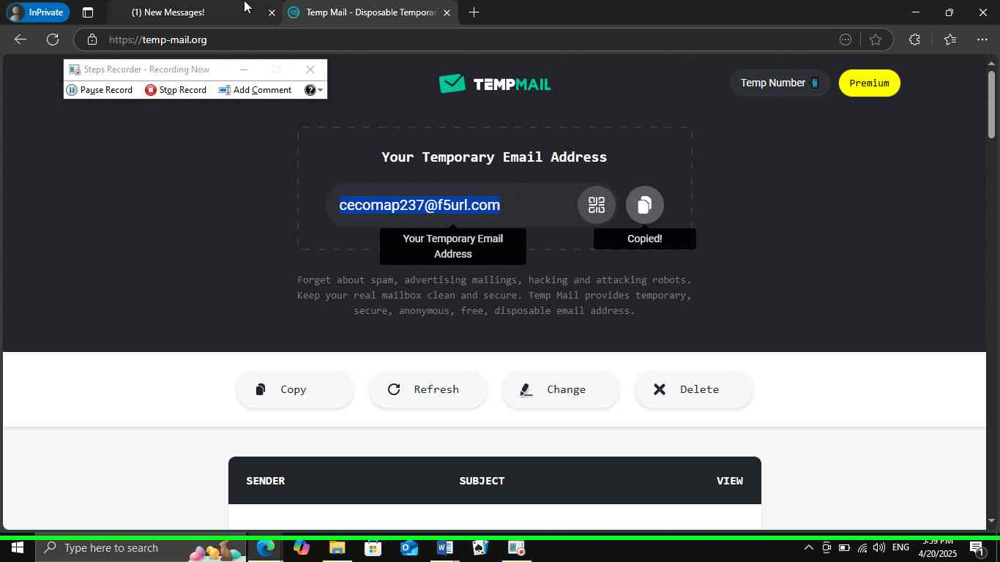 InPrivate
(1) New Messages!
Temp Mail - Disposable Temporar
https://temp-mail.org
Steps Recorder - Recording Now
Pause Record
Stop Record
Add Comment
TEMPMAIL
Temp Number
Premium
Your Temporary Email Address
cecomap237@f5url.com
Your Temporary Email
Address
Copied!
Forget about spam, advertising mailings, hacking and attacking robots.
Keep your real mailbox clean and secure. Temp Mail provides temporary,
secure, anonymous, free, disposable email address.
Copy
Refresh
Change
Delete
SENDER
SUBJECT
VIEW
Type here to search
ENG
4/20/2025
1